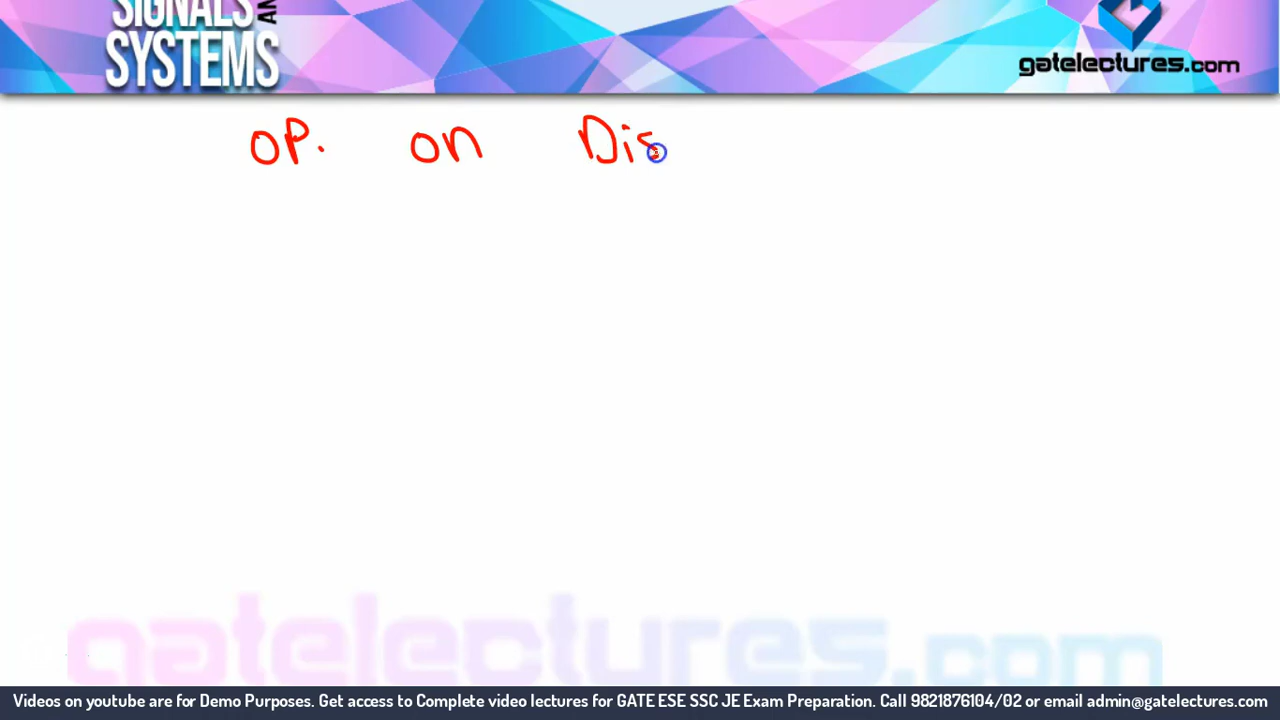 SIGNALS AN
SYSTEMS
gatelectures.com
OP. on Dis
gatelectures.com
Videos on youtube are for Demo Purposes. Get access to Complete video lectures for GATE ESE SSC JE Exam Preparation. Call 9821876104/02 or email admin@gatelectures.com